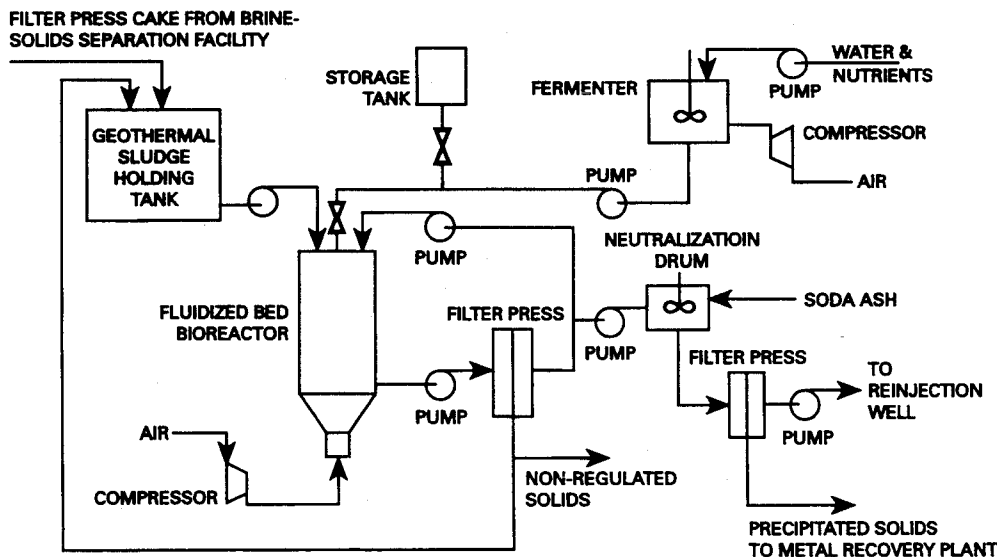 FILTER PRESS CAKE FROM BRINE-
SOLIDS SEPARATION FACILITY
STORAGE
TANK
FERMENTER
WATER &
NUTRIENTS
PUMP
GEOTHERMAL
SLUDGE
HOLDING
TANK
COMPRESSOR
AIR
PUMP
PUMP
NEUTRALIZATIOIN
DRUM
SODA ASH
FLUIDIZED BED
BIOREACTOR
FILTER PRESS
PUMP
FILTER PRESS
TO
REINJECTION
WELL
PUMP
PUMP
AIR
COMPRESSOR
NON-REGULATED
SOLIDS
PRECIPITATED SOLIDS
TO METAL RECOVERY PLANT